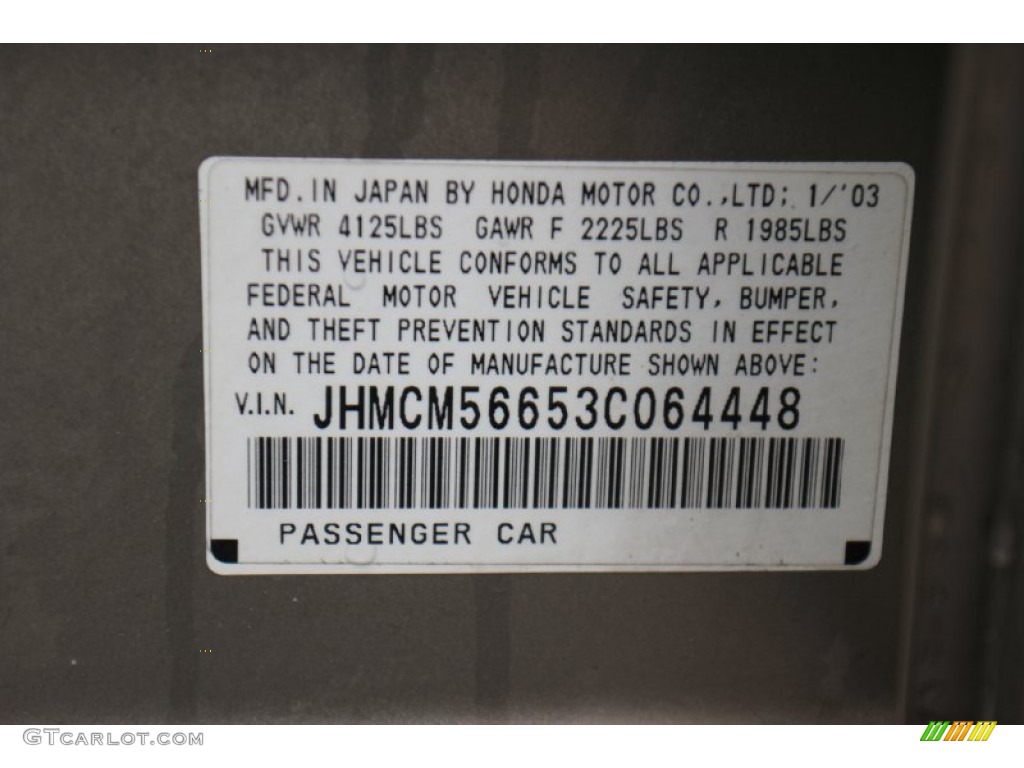 MFD.IN JAPAN BY HONDA MOTOR CO.,LTD; 1/'03
GVWR 4125LBS GAWR F 2225LBS R 1985LBS
THIS VEHICLE CONFORMS TO ALL APPLICABLE
FEDERAL MOTOR VEHICLE SAFETY, BUMPER,
AND THEFT PREVENTION STANDARDS IN EFFECT
ON THE DATE OF MANUFACTURE SHOWN ABOVE:
V.I.N. JHMCM56653C064448
PASSENGER CAR
GTCARLOT.COM